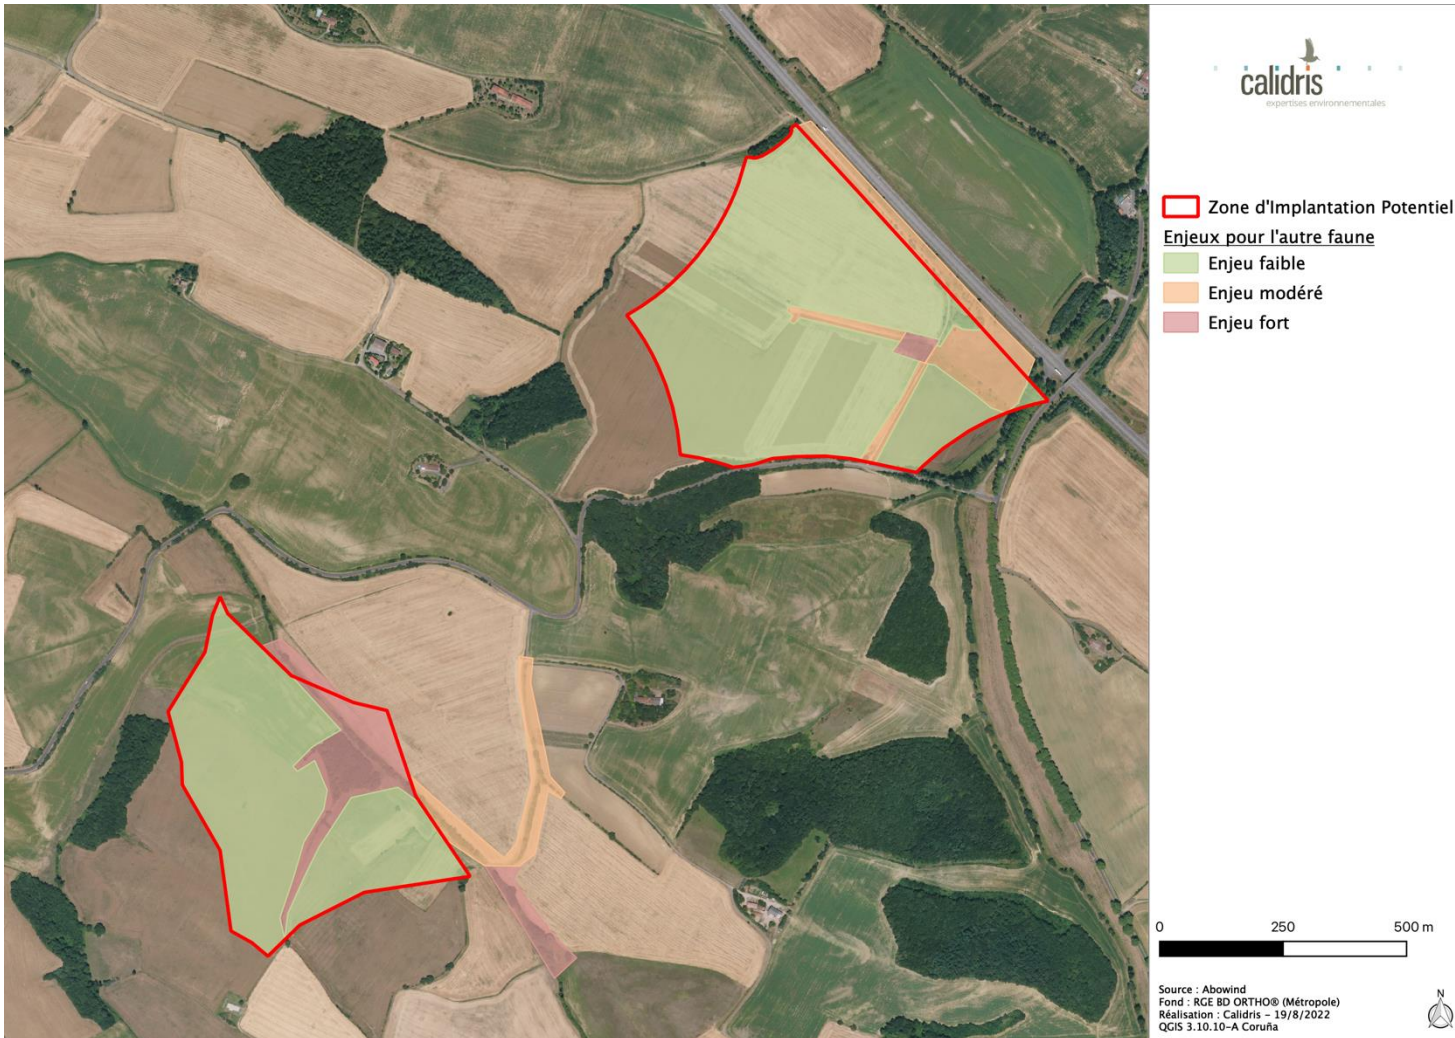 calidris
expertises environnementales
Zone d'Implantation Potentiel
Enjeux pour l'autre faune
Enjeu faible
Enjeu modéré
Enjeu fort
0 250 500 m
Source : Abowind
Fond : RGE BD ORTHO® (Métropole)
Réalisation : Calidris - 19/8/2022
QGIS 3.10.10-A Coruña
N